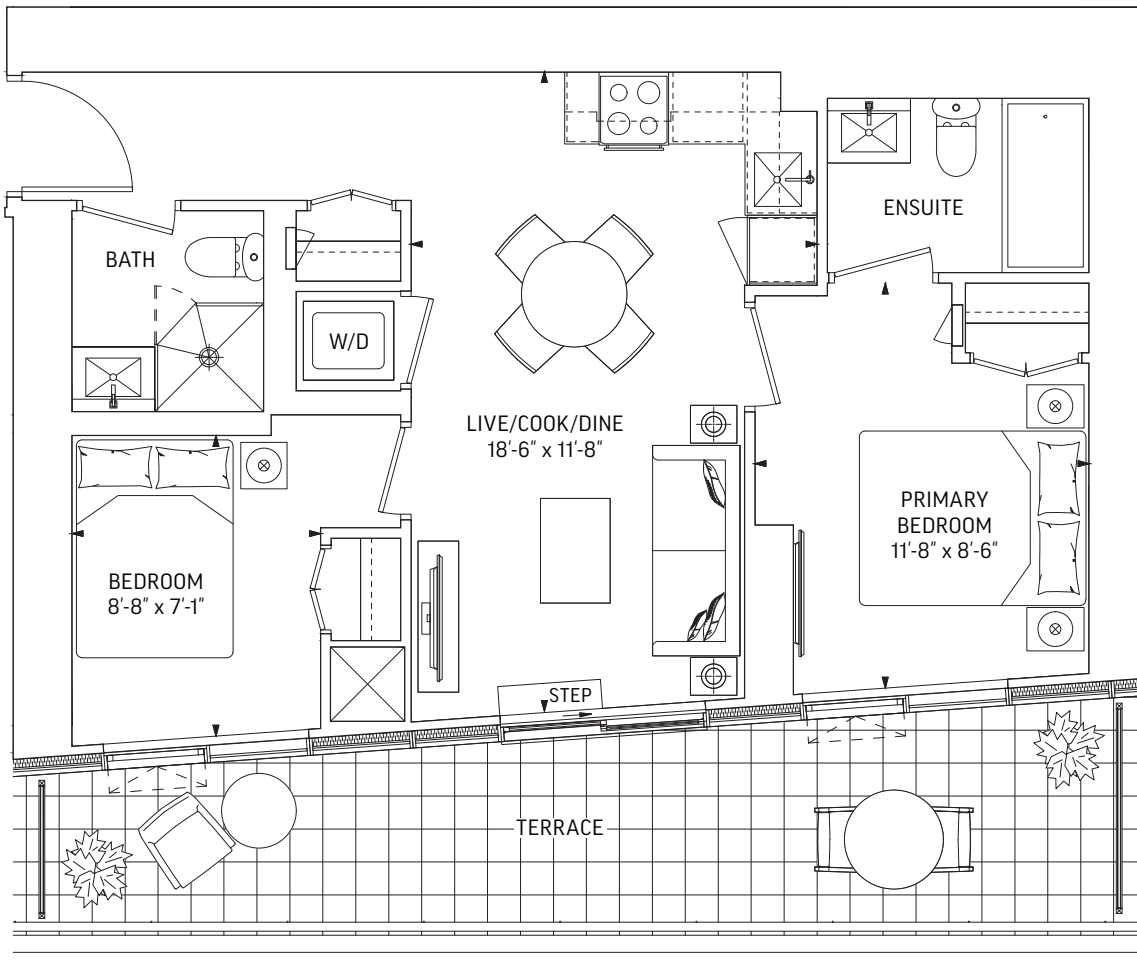 ENSUITE
BATH
W/D
LIVE/COOK/DINE
18'-6" x 11'-8"
PRIMARY
BEDROOM
11'-8" x 8'-6"
BEDROOM
8'-8" x 7'-1"
STEP
TERRACE